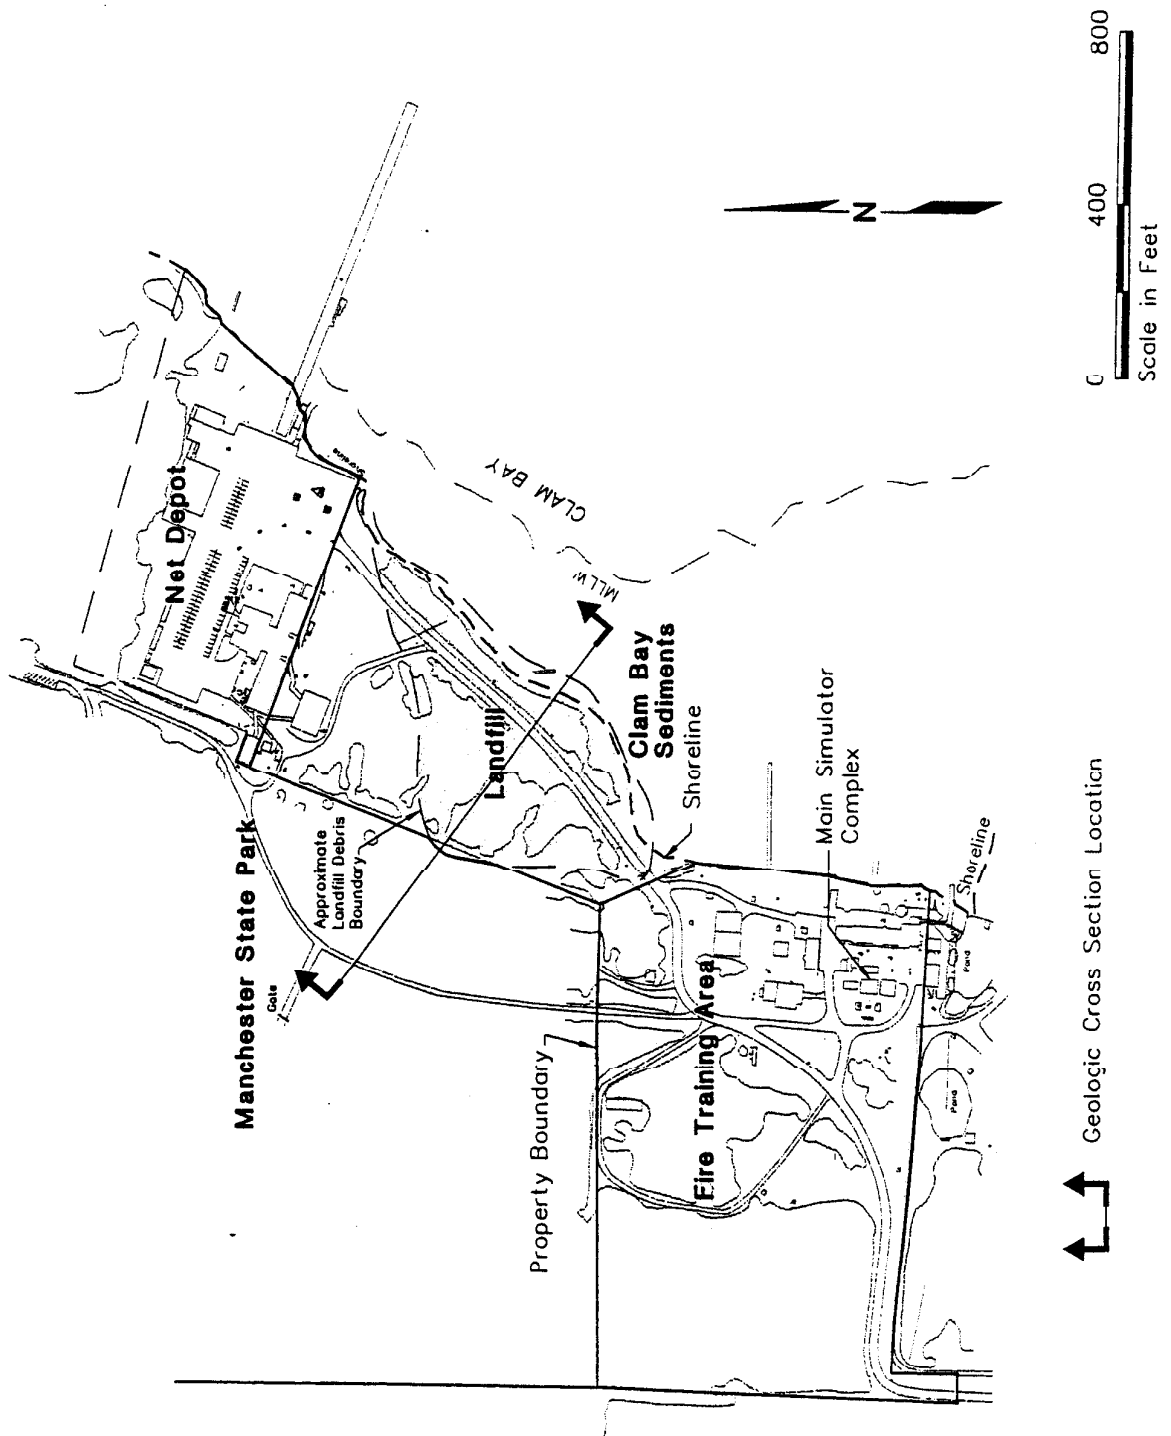 Manchester State Park
Net Depot
Gate
Approximate
Landfill Debris
Boundary
Landfill
Shoreline
CLAM BAY
MLLW
Clam Bay
Sediments
Shoreline
Property Boundary
Fire Training Area
Main Simulator
Complex
Pond
Pond
Shoreline
N
0 400 800
Scale in Feet
Geologic Cross Section Location